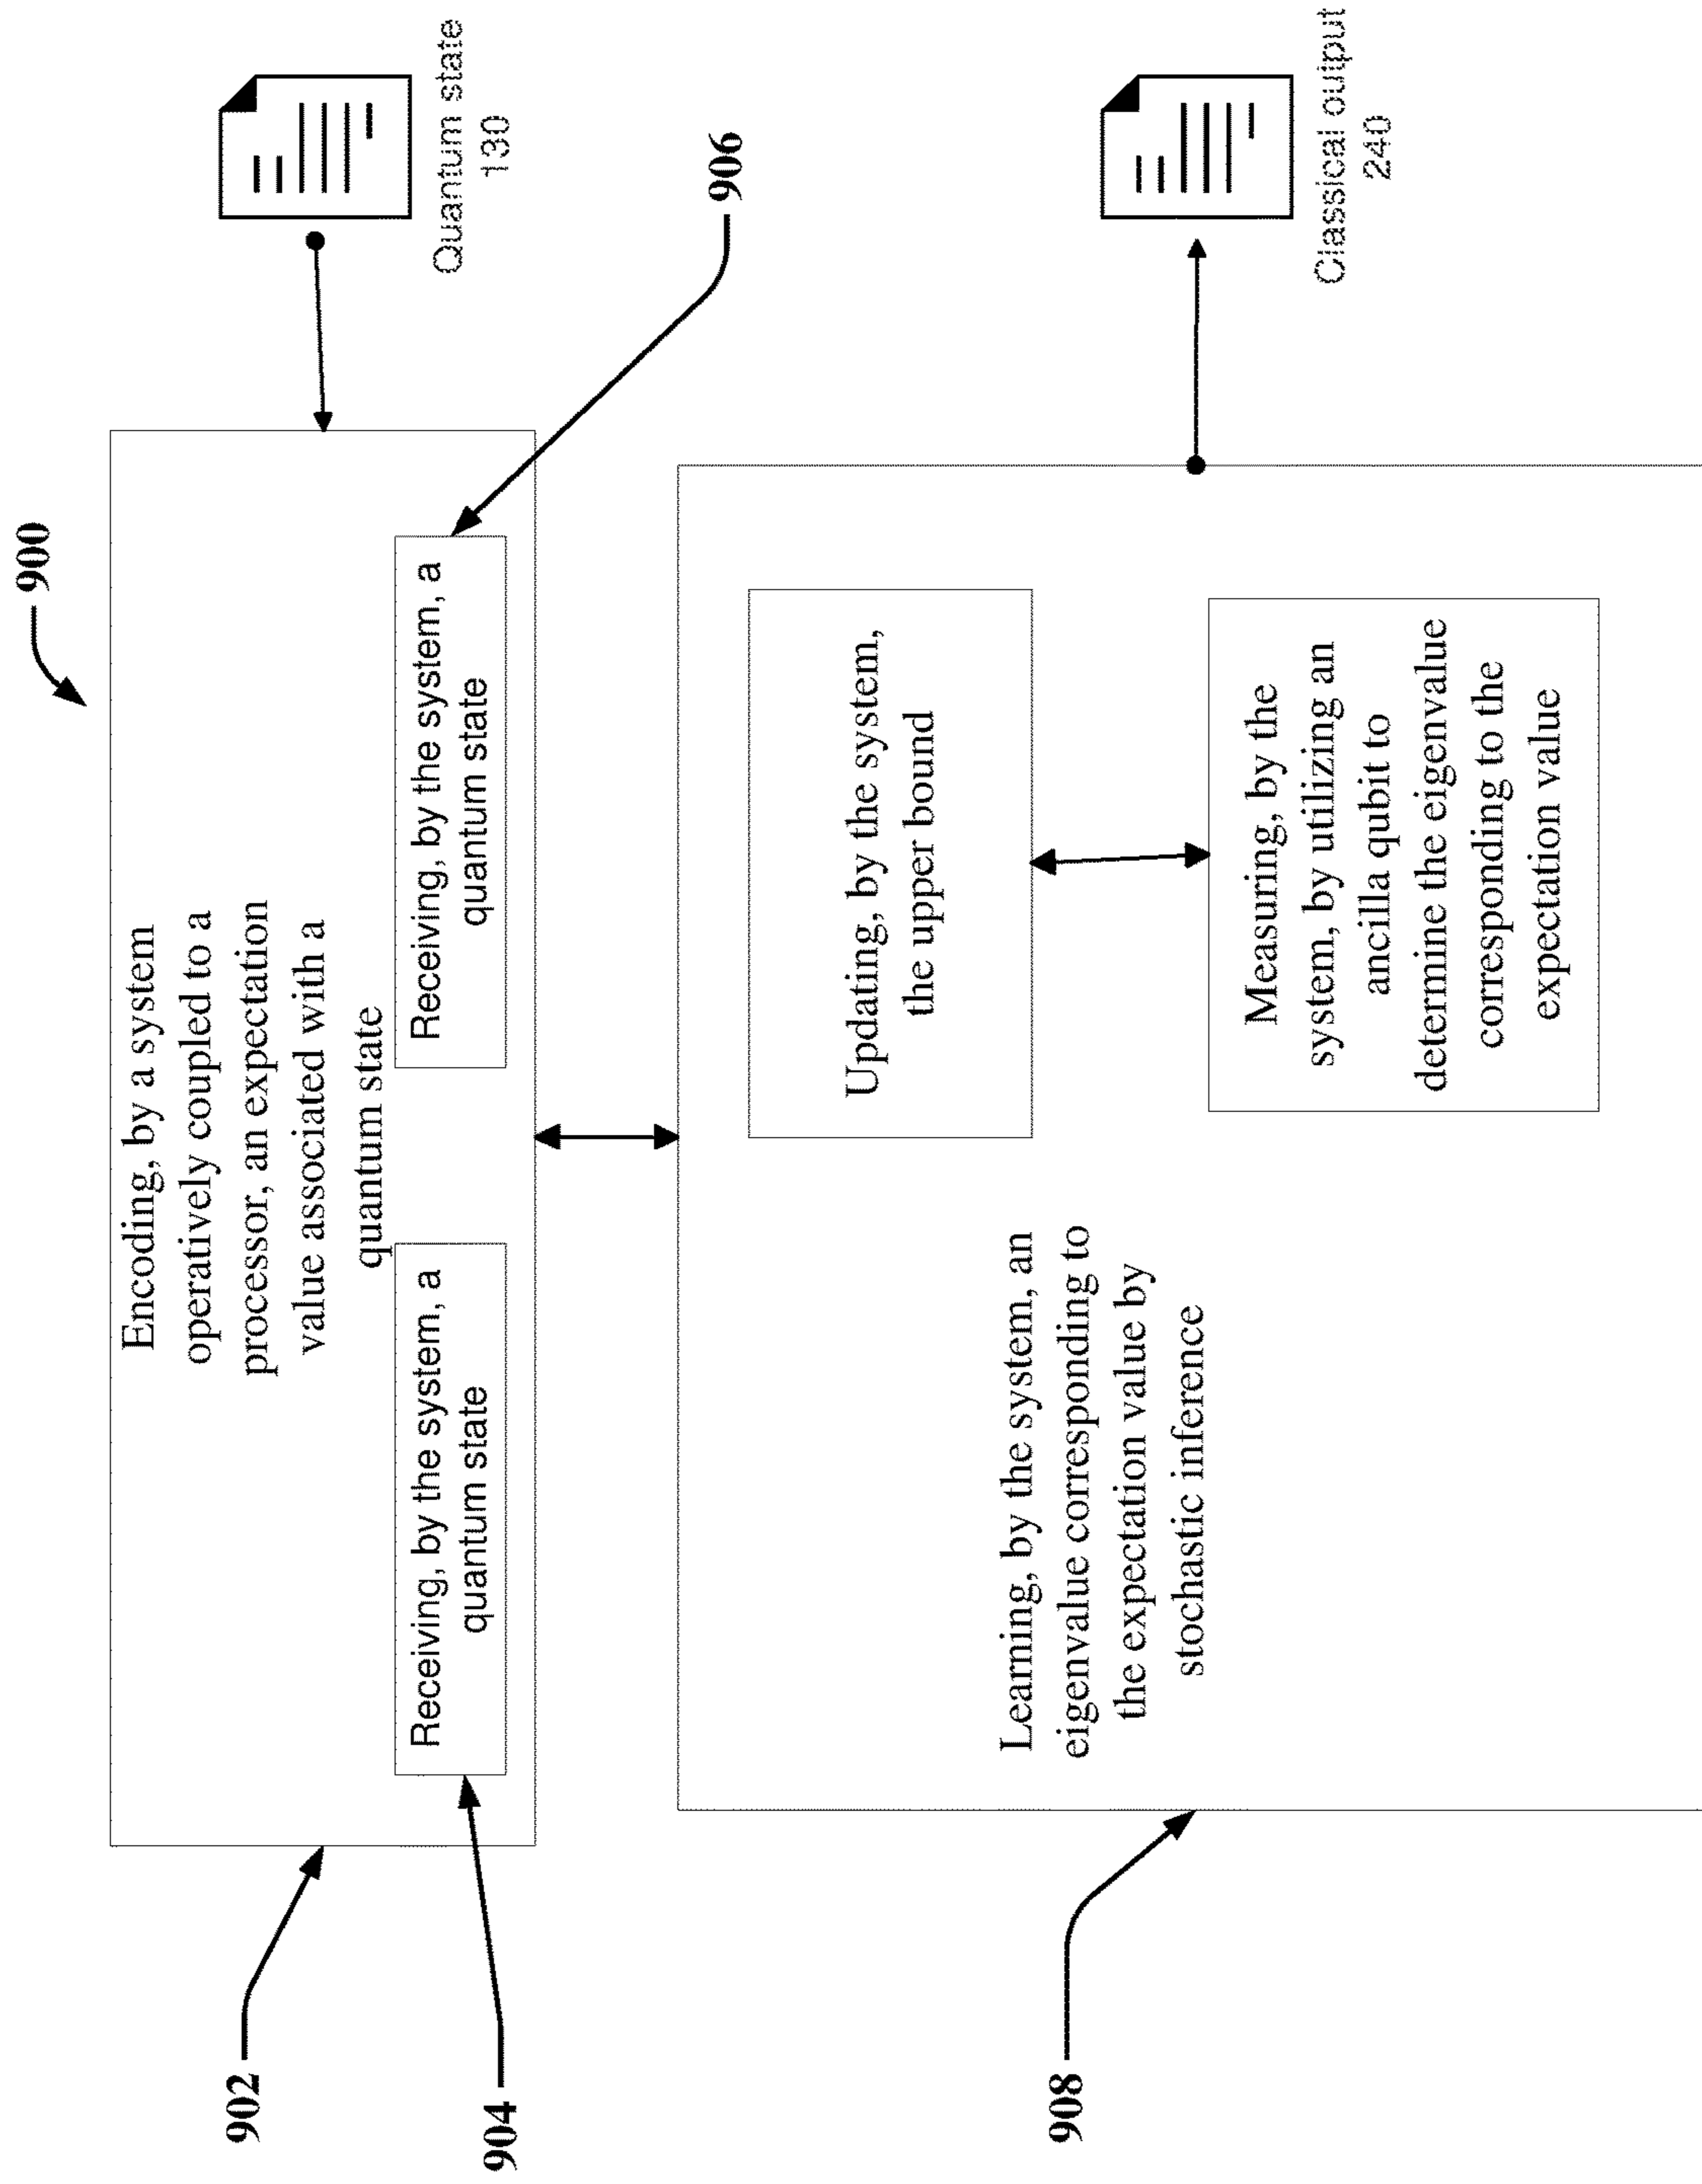 900
902
Encoding, by a system
operatively coupled to a
processor, an expectation
value associated with a
quantum state
904
Receiving, by the system, a
quantum state
Receiving, by the system, a
quantum state
906
Quantum state
130
908
Learning, by the system, an
eigenvalue corresponding to
the expectation value by
stochastic inference
Updating, by the system,
the upper bound
Measuring, by the
system, by utilizing an
ancilla qubit to
determine the eigenvalue
corresponding to the
expectation value
Classical output
240